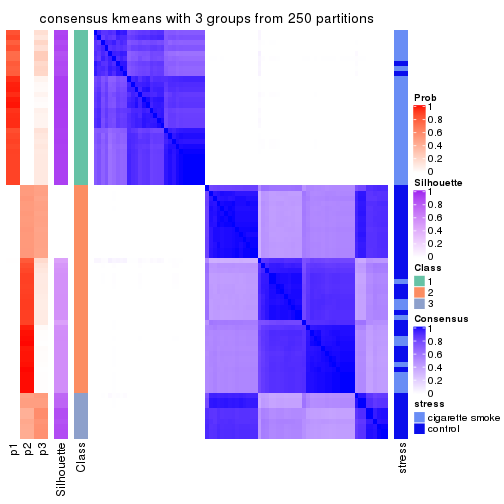 consensus kmeans with 3 groups from 250 partitions
Prob
1
0.8
0.6
0.4
0.2
0
Silhouette
1
0.8
0.6
0.4
0.2
0
Class
1
2
3
Consensus
1
0.8
0.6
0.4
0.2
0
stress
cigarette smoke
control
p1
p2
p3
Silhouette
Class
stress